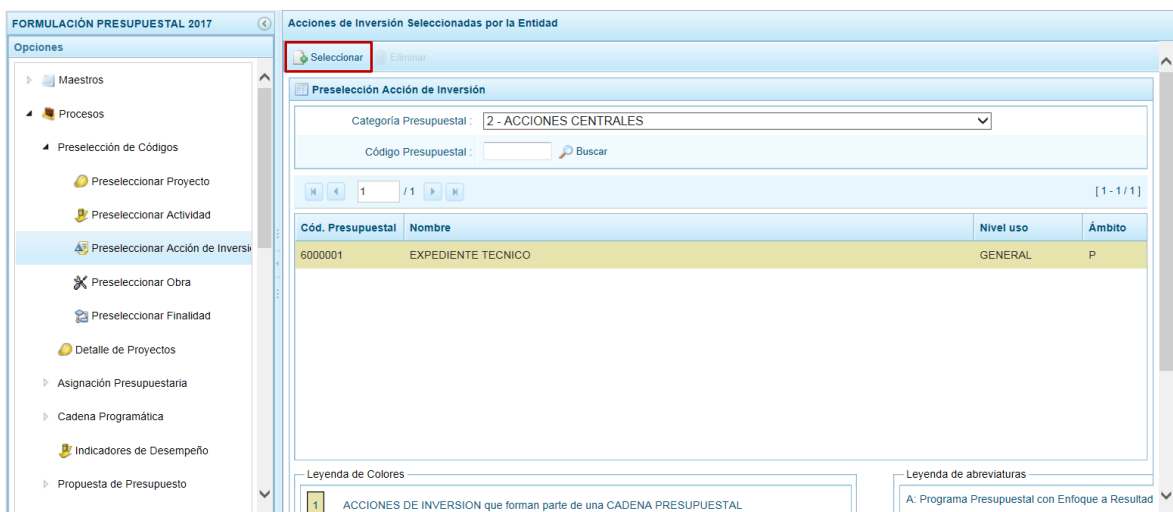 FORMULACIÒN PRESUPUESTAL 2017
Opciones
Maestros
Procesos
Preselección de Códigos
Preseleccionar Proyecto
Preseleccionar Actividad
Preseleccionar Acción de Inversi
Preseleccionar Obra
Preseleccionar Finalidad
Detalle de Proyectos
Asignación Presupuestaria
Cadena Programática
Indicadores de Desempeño
Propuesta de Presupuesto
Acciones de Inversión Seleccionadas por la Entidad
Seleccionar Eliminar
Preselección Acción de Inversión
Categoría Presupuestal : 2 - ACCIONES CENTRALES
Código Presupuestal : Buscar
1 / 1 [ 1 - 1 / 1 ]
Cód. Presupuestal Nombre Nivel uso Ámbito
6000001 EXPEDIENTE TECNICO GENERAL P
Leyenda de Colores
1 ACCIONES DE INVERSION que forman parte de una CADENA PRESUPUESTAL
Leyenda de abreviaturas
A: Programa Presupuestal con Enfoque a Resultad